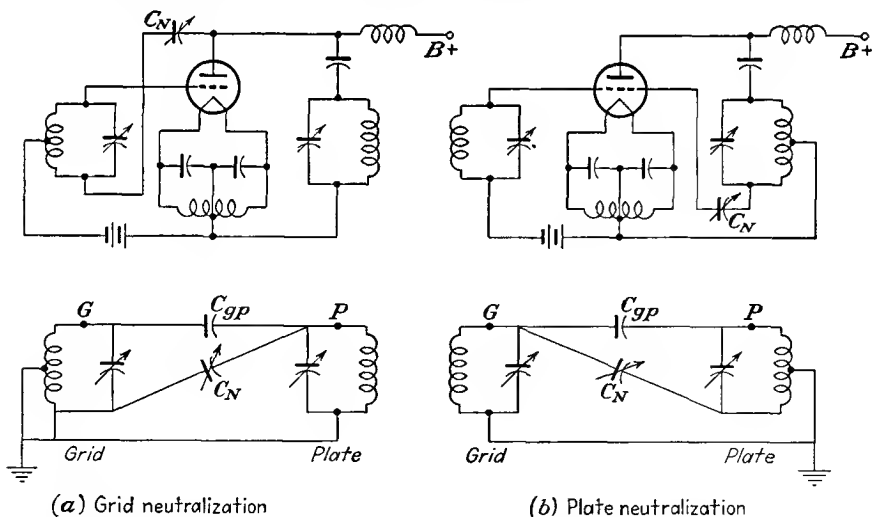 C_N
B+
B+
C_N
G
C_gp
P
C_N
Grid
Plate
G
C_gp
P
C_N
Grid
Plate
(a) Grid neutralization
(b) Plate neutralization